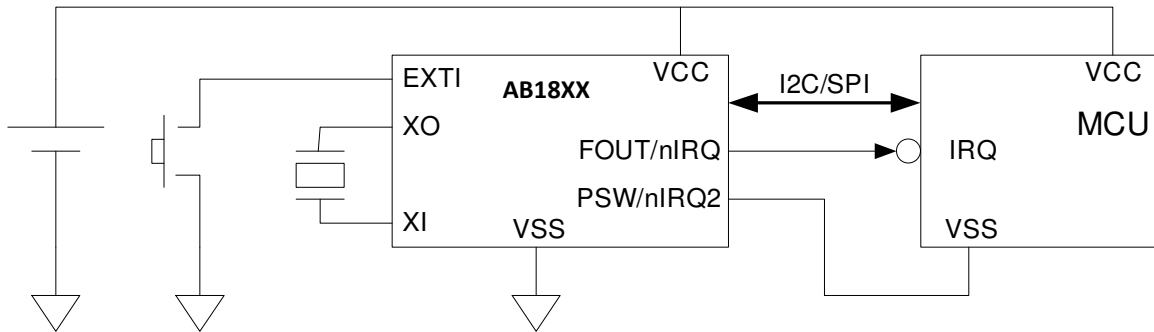 EXTI
VCC
AB18XX
I2C/SPI
VCC
XO
MCU
FOUT/nIRQ
IRQ
PSW/nIRQ2
XI
VSS
VSS